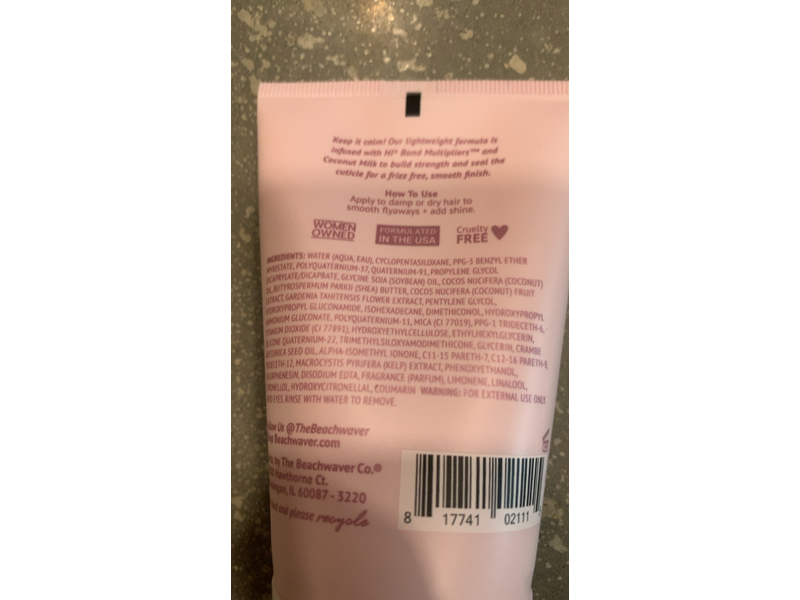 Keep it calm! Our lightweight formula is
infused with HI® Bond Multipliers™ and
Coconut Milk to build strength and seal the
cuticle for a frizz free, smooth finish.
How To Use
Apply to damp or dry hair to
smooth flyaways + add shine.
WOMEN
OWNED
FORMULATED
IN THE USA
Cruelty
FREE
INGREDIENTS: WATER (AQUA, EAU), CYCLOPENTASILOXANE, PPG-3 BENZYL ETHER
MYRISTATE, POLYQUATERNIUM-37, QUATERNIUM-91, PROPYLENE GLYCOL
DICAPRYLATE/DICAPRATE, GLYCINE SOJA (SOYBEAN) OIL, COCOS NUCIFERA (COCONUT)
OIL, BUTYROSPERMUM PARKII (SHEA) BUTTER, COCOS NUCIFERA (COCONUT) FRUIT
EXTRACT, GARDENIA TAHITENSIS FLOWER EXTRACT, PENTYLENE GLYCOL,
HYDROXYPROPYL GLUCONAMIDE, ISOHEXADECANE, DIMETHICONOL, HYDROXYPROPYL
AMMONIUM GLUCONATE, POLYQUATERNIUM-11, MICA (CI 77019), PPG-1 TRIDECETH-6,
TITANIUM DIOXIDE (CI 77891), HYDROXYETHYLCELLULOSE, ETHYLHEXYLGLYCERIN,
QUATERNIUM-22, TRIMETHYLSILOXYAMODIMETHICONE, GLYCERIN, CRAMBE
SEED OIL, ALPHA-ISOMETHYL IONONE, C11-15 PARETH-7, C12-16 PARETH-9,
TRIDECETH-12, MACROCYSTIS PYRIFERA (KELP) EXTRACT, PHENOXYETHANOL,
DISODIUM EDTA, FRAGRANCE (PARFUM), LIMONENE, LINALOOL,
HYDROXYCITRONELLAL, COUMARIN WARNING: FOR EXTERNAL USE ONLY.
EYES. RINSE WITH WATER TO REMOVE.
Us @TheBeachwaver
Beachwaver.com
by The Beachwaver Co.®
Hawthorne Ct.
IL 60087 - 3220
and please recycle
8 17741 02111